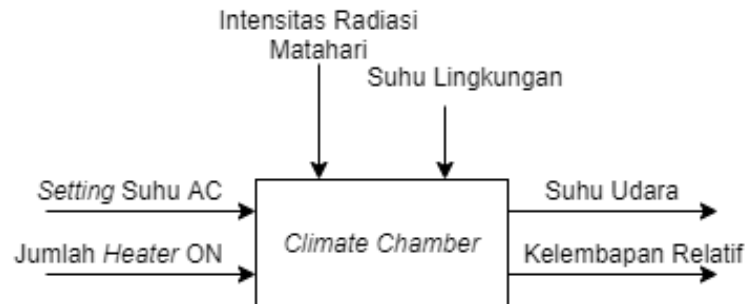 Intensitas Radiasi
Matahari
Suhu Lingkungan
Setting Suhu AC
Suhu Udara
Climate Chamber
Jumlah Heater ON
Kelembapan Relatif